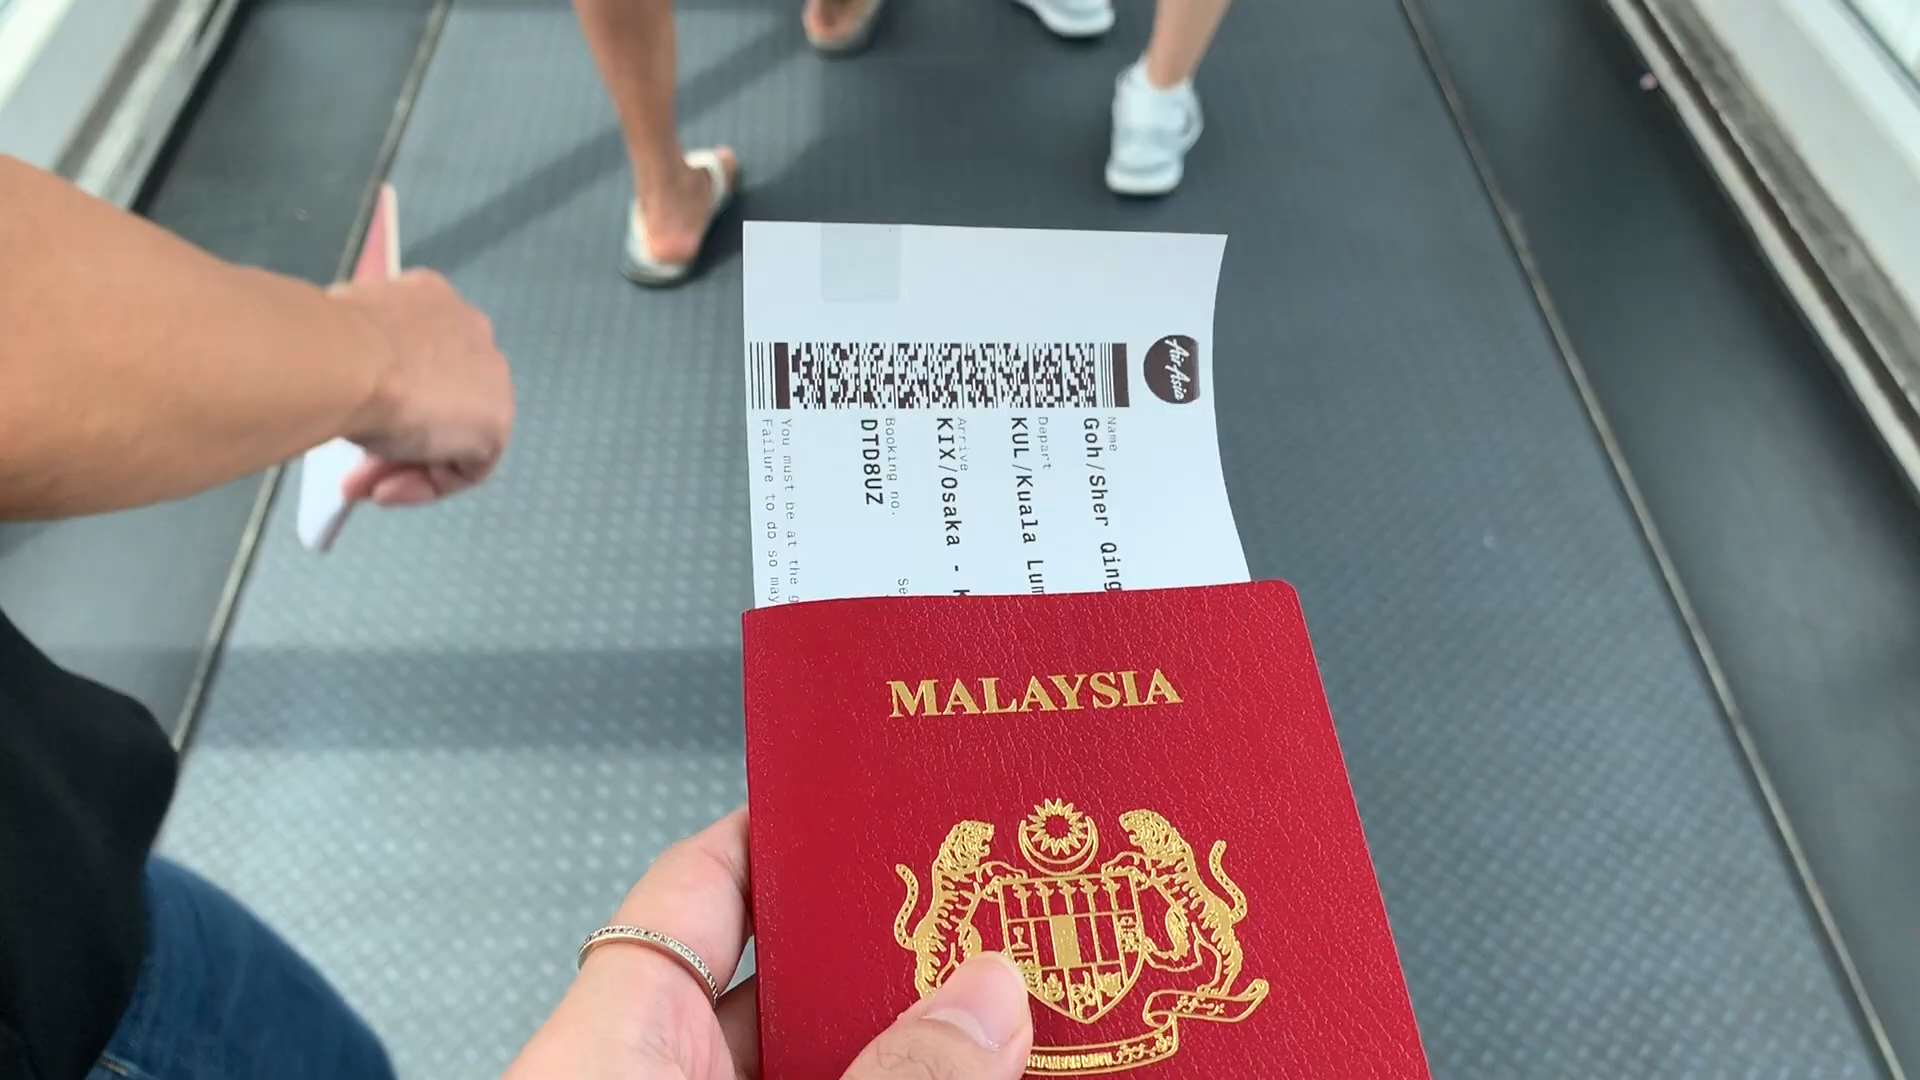 AirAsia
Name
Goh/Sher Qing
Depart
KUL/Kuala Lum
Arrive
KIX/Osaka - K
Booking no.
DTD8UZ
Se
You must be at the g
Failure to do so may
MALAYSIA